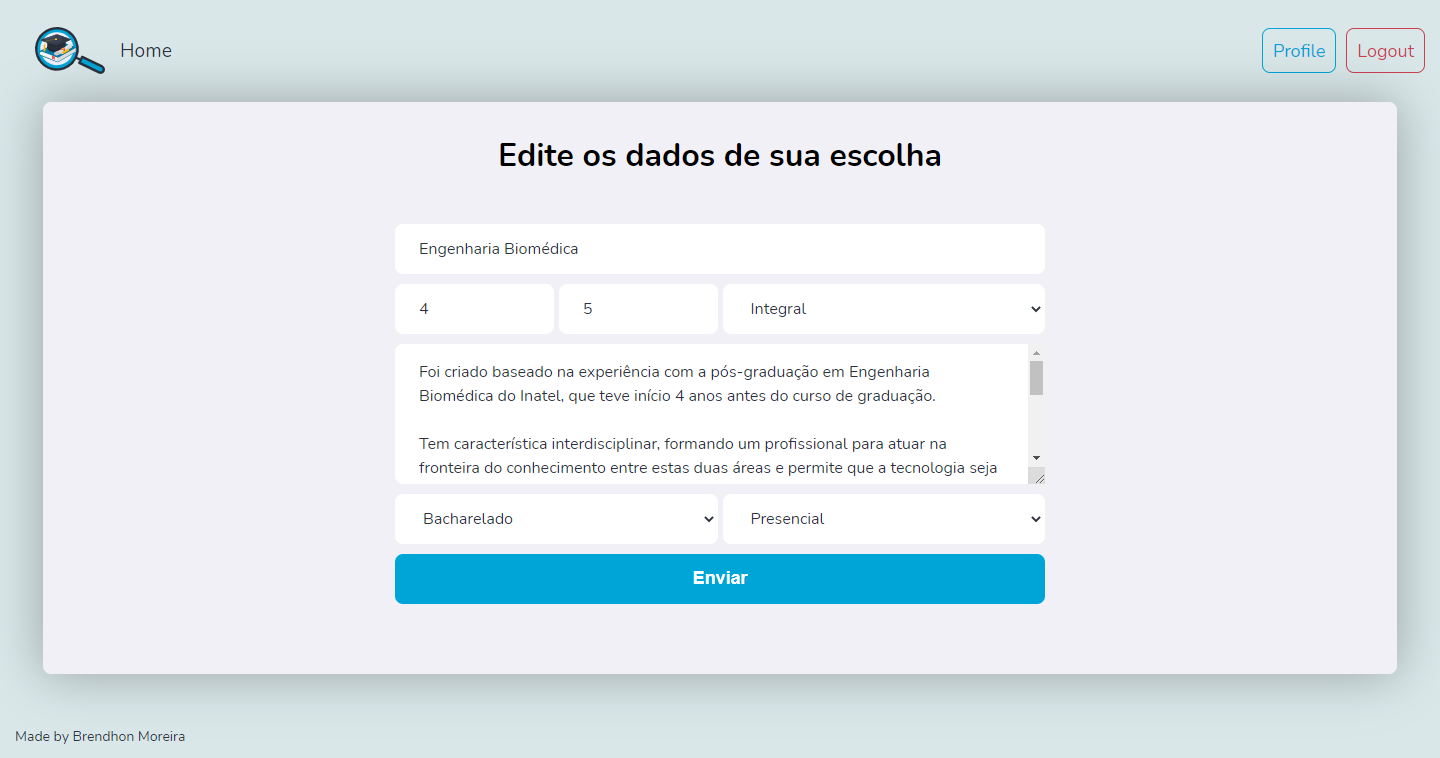 Home
Profile
Logout
Edite os dados de sua escolha
Engenharia Biomédica
4
5
Integral
Foi criado baseado na experiência com a pós-graduação em Engenharia
Biomédica do Inatel, que teve início 4 anos antes do curso de graduação.
Tem característica interdisciplinar, formando um profissional para atuar na
fronteira do conhecimento entre estas duas áreas e permite que a tecnologia seja
Bacharelado
Presencial
Enviar
Made by Brendhon Moreira